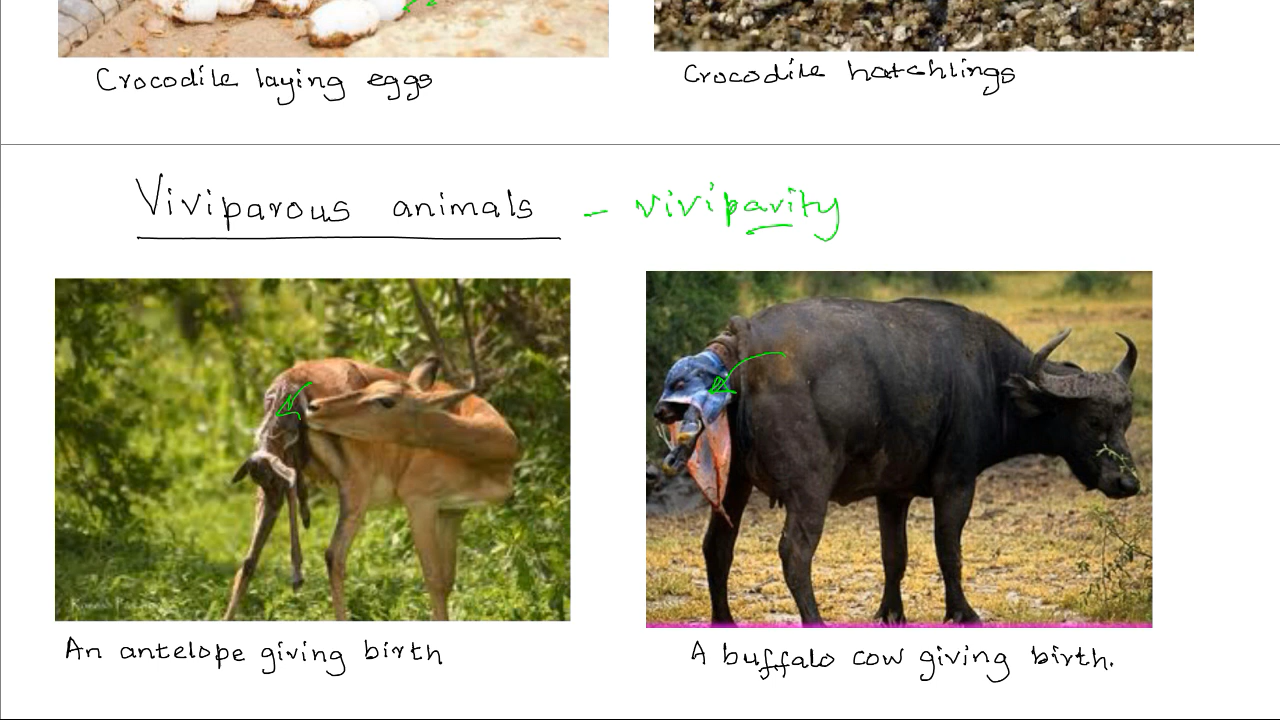 Crocodile laying eggs
Crocodile hatchlings
Viviparous animals - viviparity
An antelope giving birth
A buffalo cow giving birth.